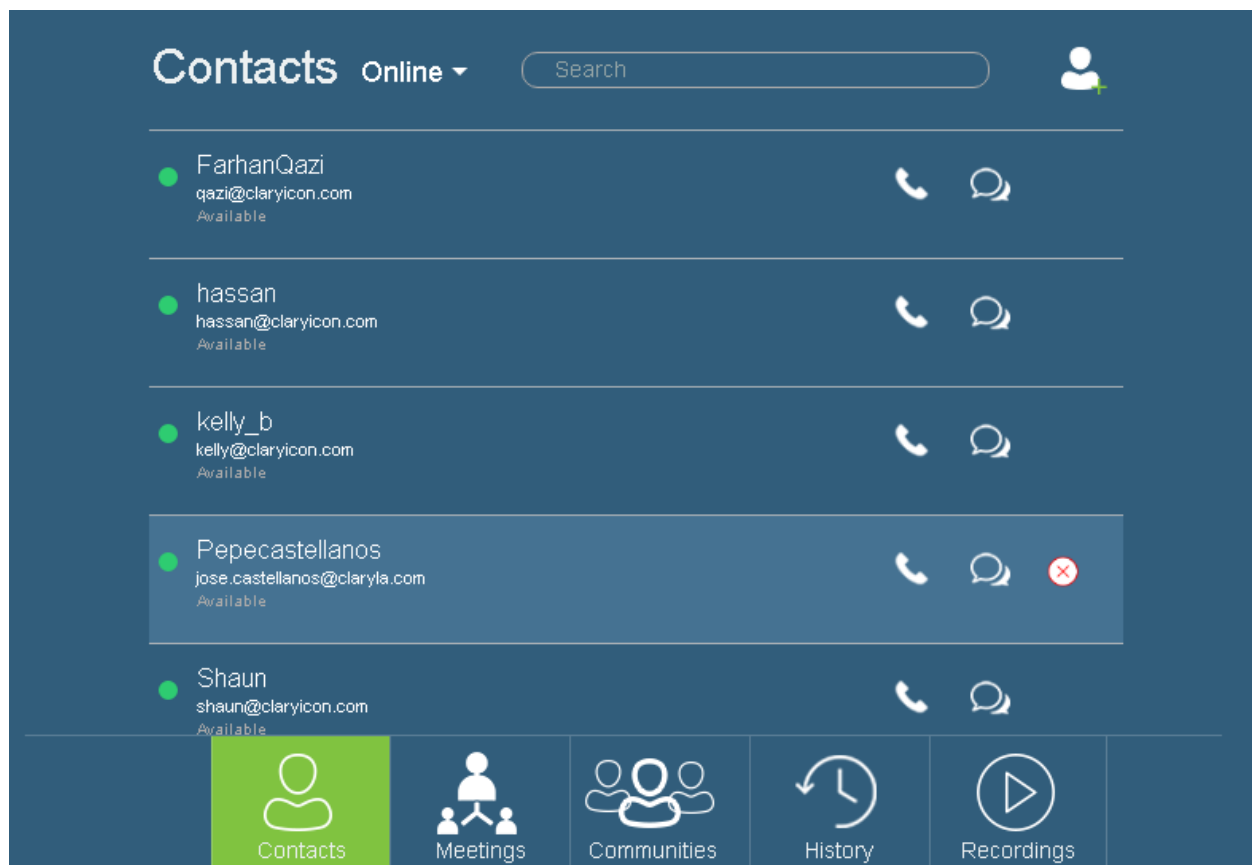 Contacts Online Search
FarhanQazi
qazi@claryicon.com
Available
hassan
hassan@claryicon.com
Available
kelly_b
kelly@claryicon.com
Available
Pepecastellanos
jose.castellanos@claryla.com
Available
Shaun
shaun@claryicon.com
Available
Contacts Meetings Communities History Recordings